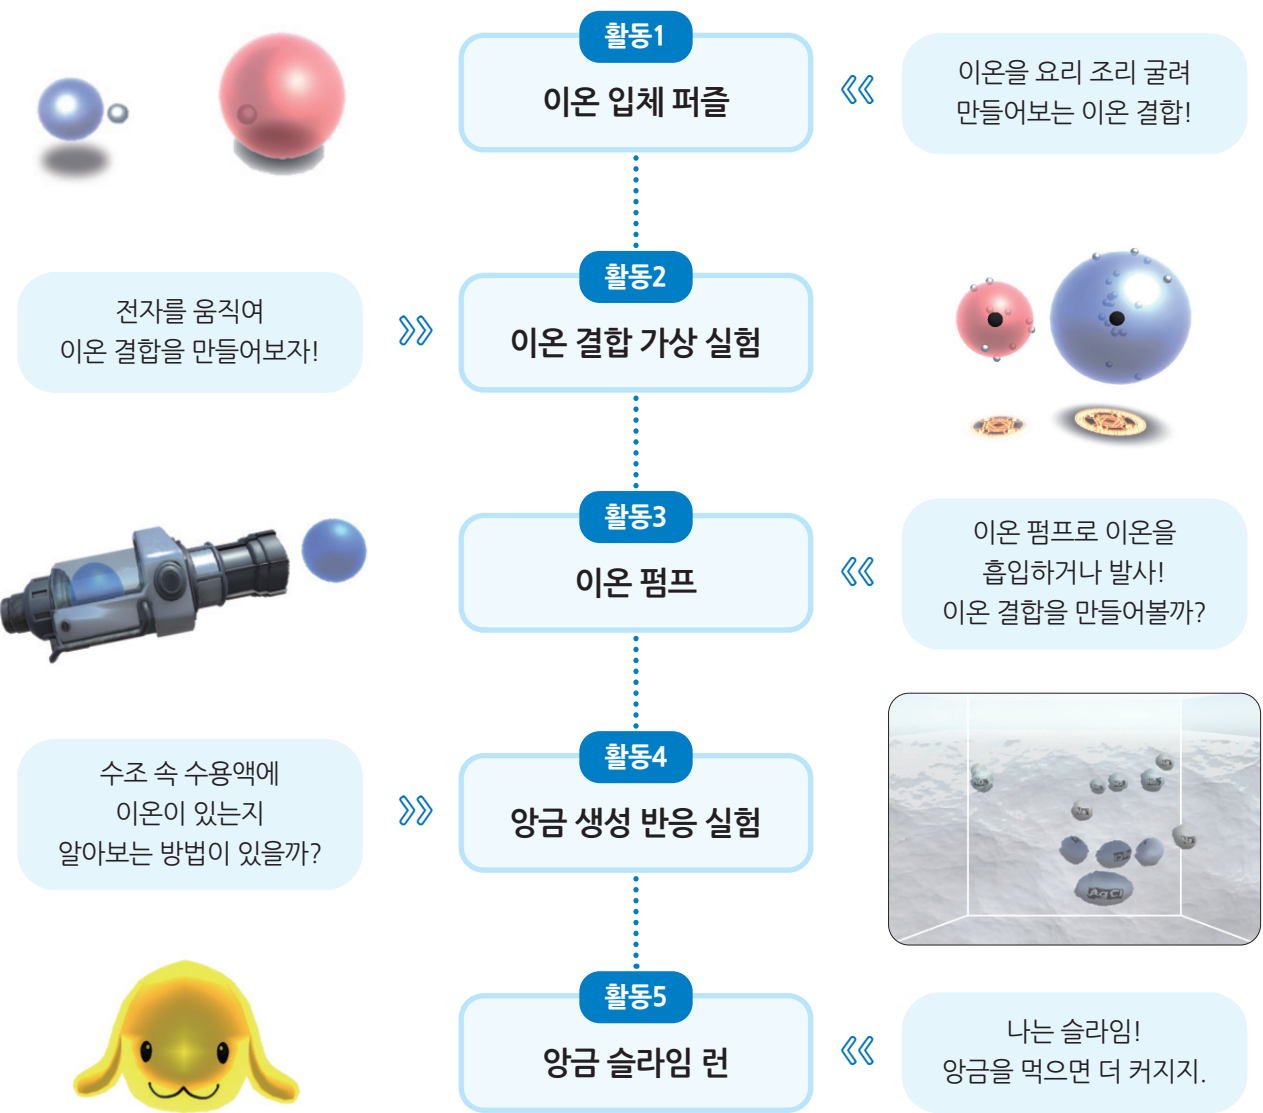 활동1
이온 입체 퍼즐
이온을 요리 조리 굴려
만들어보는 이온 결합!
활동2
이온 결합 가상 실험
전자를 움직여
이온 결합을 만들어보자!
활동3
이온 펌프
이온 펌프로 이온을
흡입하거나 발사!
이온 결합을 만들어볼까?
활동4
앙금 생성 반응 실험
수조 속 수용액에
이온이 있는지
알아보는 방법이 있을까?
AgCl
활동5
앙금 슬라임 런
나는 슬라임!
앙금을 먹으면 더 커지지.